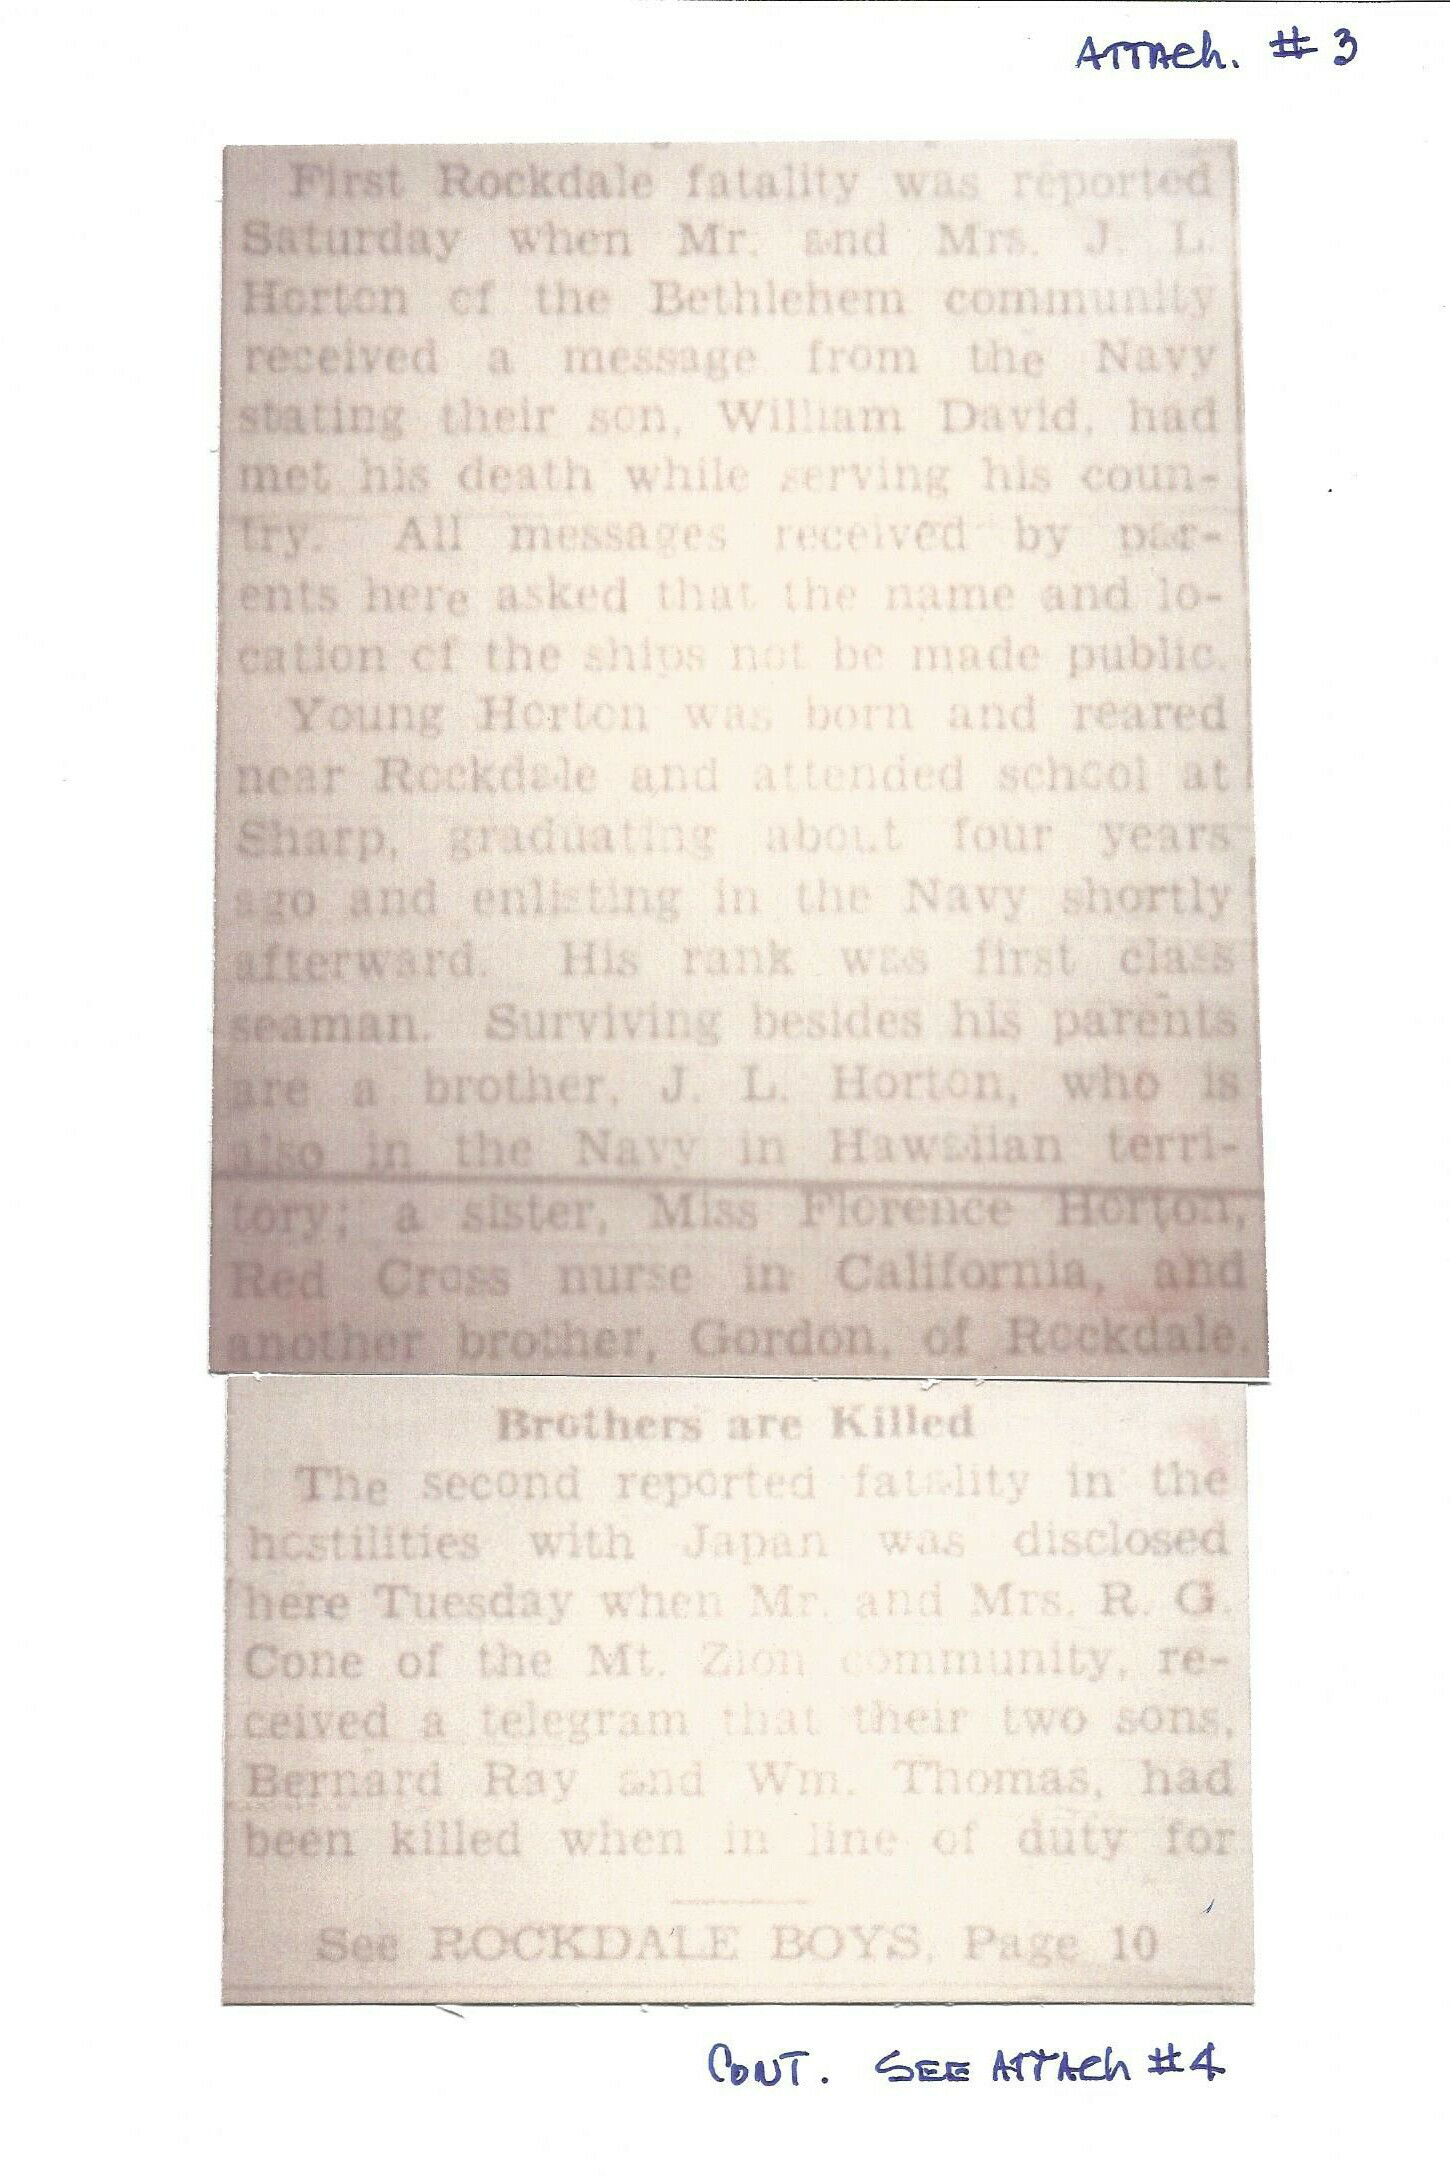 ATTACh. # 3
First Rockdale fatality was reported
Saturday when Mr. and Mrs. J. L.
Horton of the Bethlehem community
received a message from the Navy
stating their son, William David, had
met his death while serving his coun-
try. All messages received by par-
ents here asked that the name and lo-
cation of the ships not be made public.
Young Horton was born and reared
near Rockdale and attended school at
Sharp, graduating about four years
ago and enlisting in the Navy shortly
afterward. His rank was first class
seaman. Surviving besides his parents
are a brother, J. L. Horton, who is
also in the Navy in Hawaiian terri-
tory; a sister, Miss Florence Horton,
Red Cross nurse in California, and
another brother, Gordon, of Rockdale.
Brothers are Killed
The second reported fatality in the
hostilities with Japan was disclosed
here Tuesday when Mr. and Mrs. R. G.
Cone of the Mt. Zion community, re-
ceived a telegram that their two sons,
Bernard Ray and Wm. Thomas, had
been killed when in line of duty for
See ROCKDALE BOYS, Page 10
CONT. SEE ATTACh #4